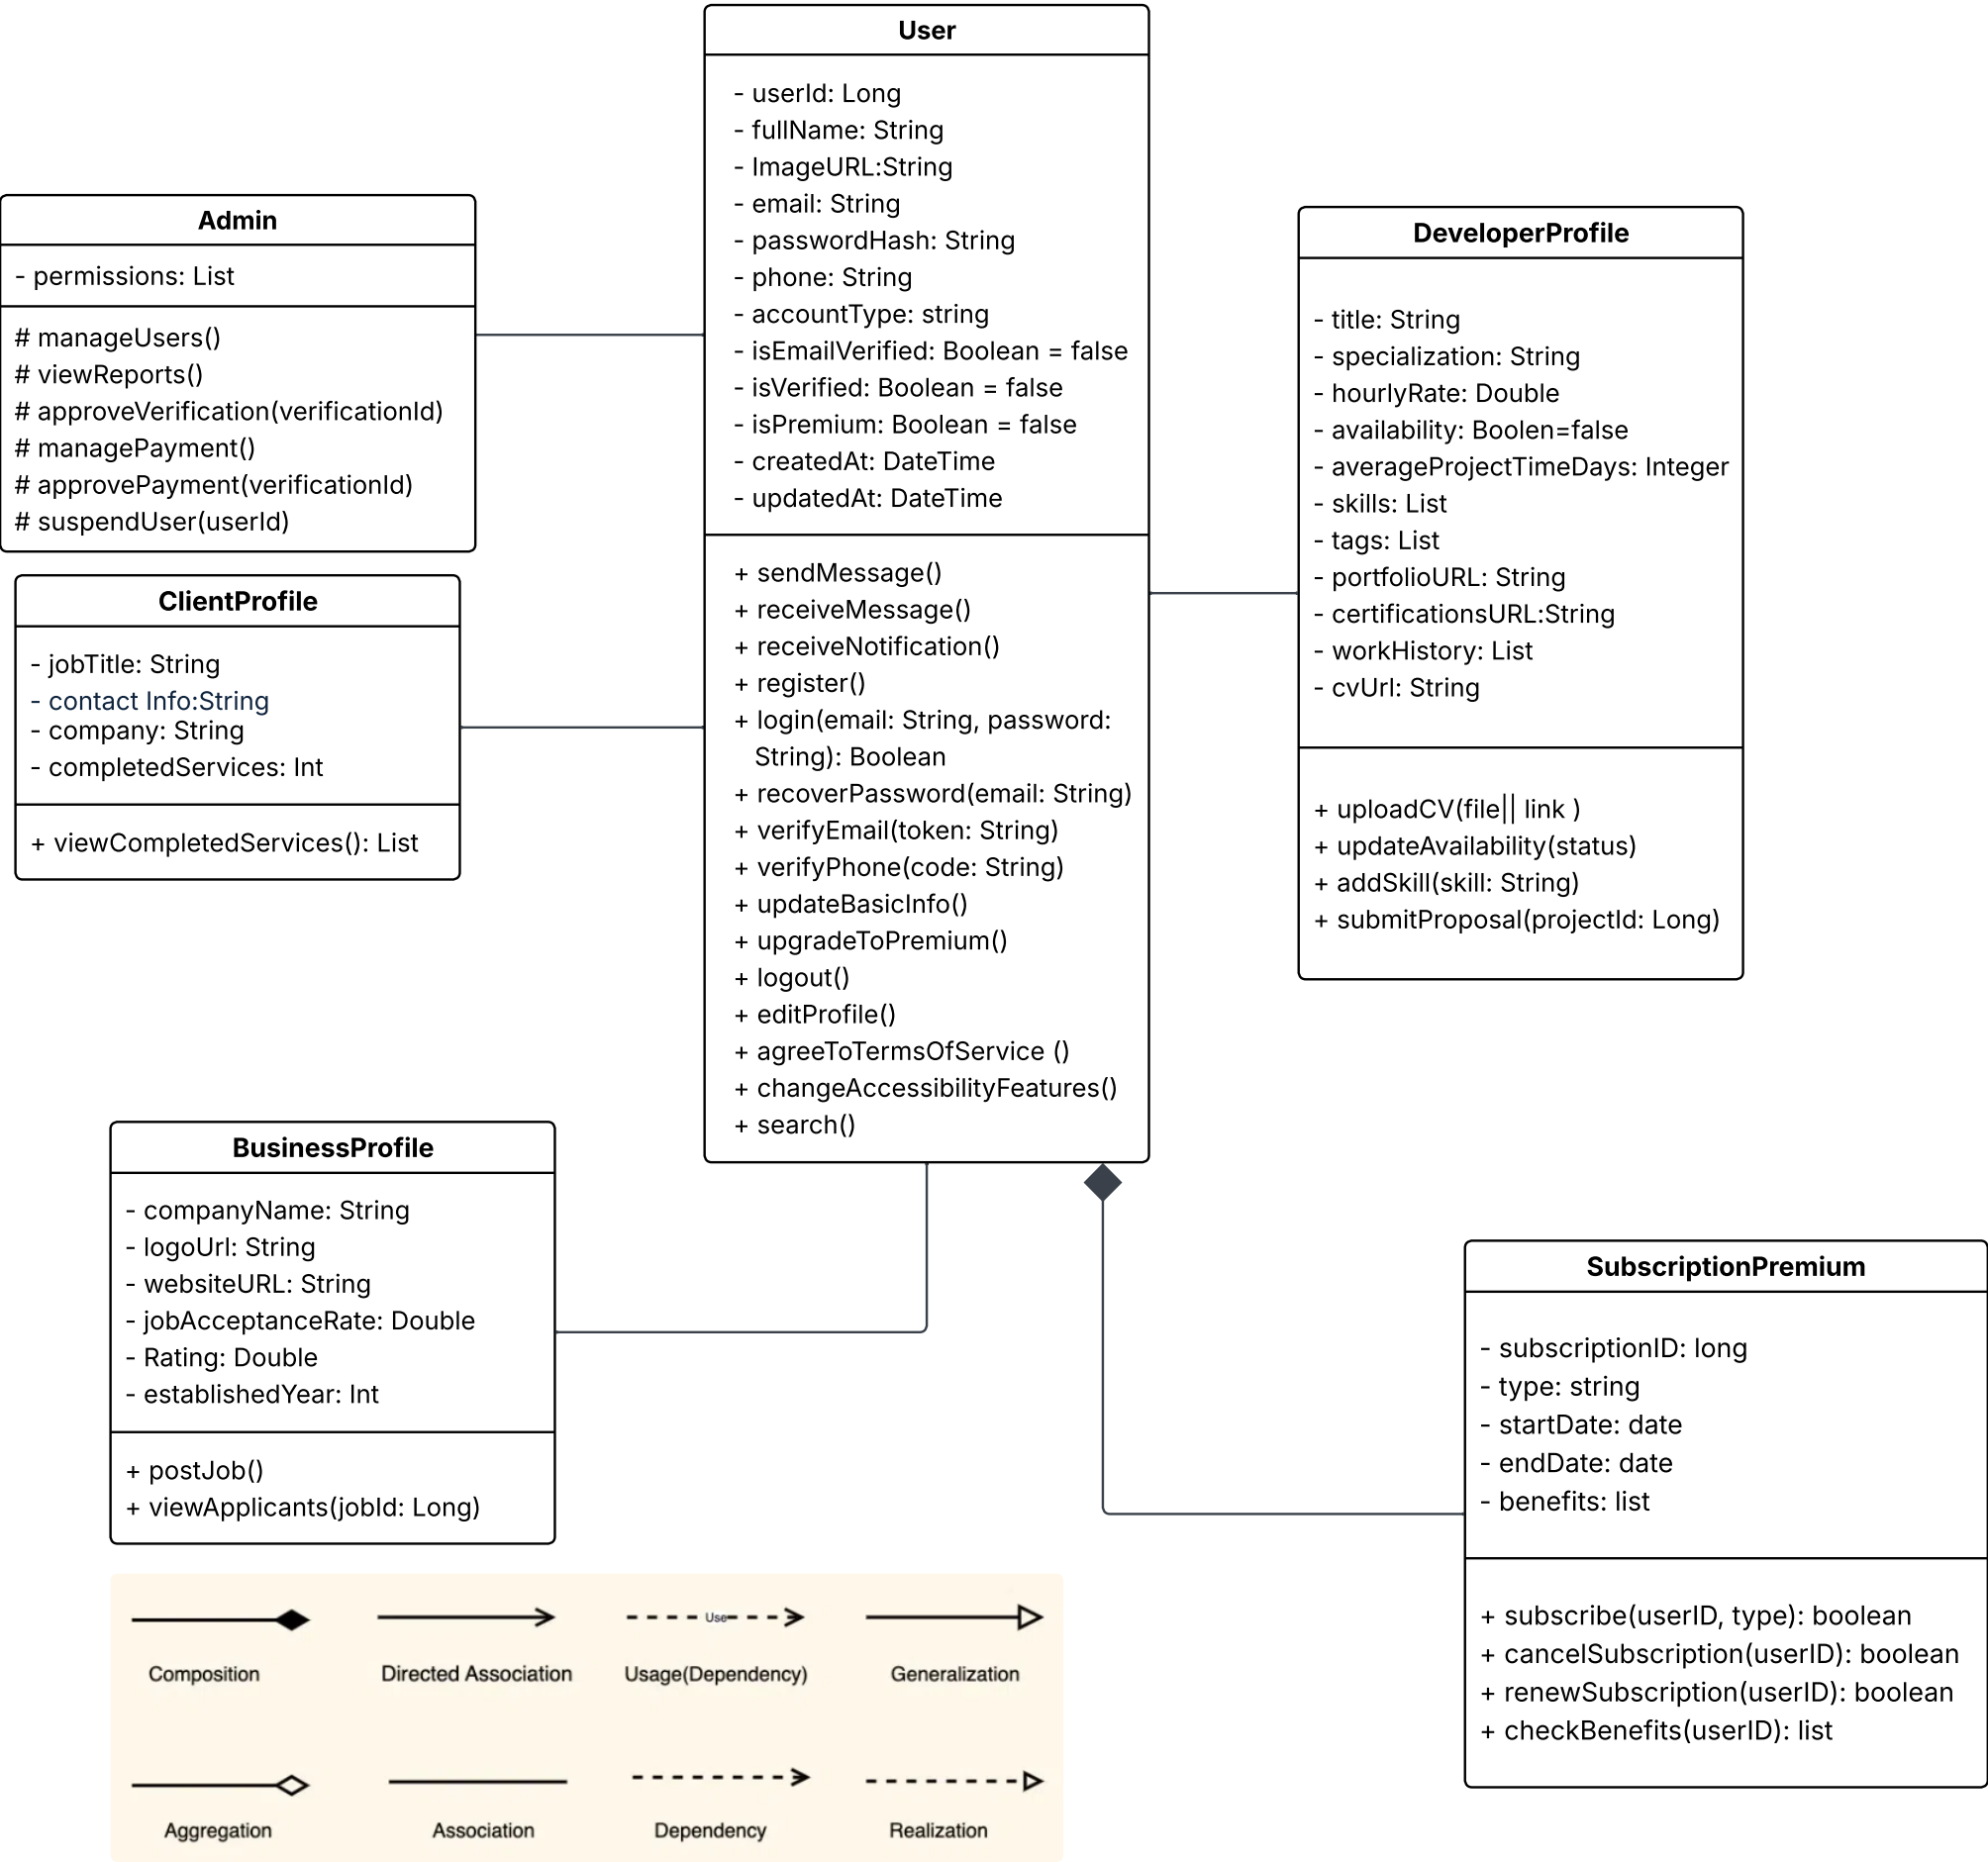 User
- userId: Long
- fullName: String
- ImageURL:String
- email: String
- passwordHash: String
- phone: String
- accountType: string
- isEmailVerified: Boolean = false
- isVerified: Boolean = false
- isPremium: Boolean = false
- createdAt: DateTime
- updatedAt: DateTime
+ sendMessage()
+ receiveMessage()
+ receiveNotification()
+ register()
+ login(email: String, password:
String): Boolean
+ recoverPassword(email: String)
+ verifyEmail(token: String)
+ verifyPhone(code: String)
+ updateBasicInfo()
+ upgradeToPremium()
+ logout()
+ editProfile()
+ agreeToTermsOfService ()
+ changeAccessibilityFeatures()
+ search()
Admin
- permissions: List
# manageUsers()
# viewReports()
# approveVerification(verificationId)
# managePayment()
# approvePayment(verificationId)
# suspendUser(userId)
ClientProfile
- jobTitle: String
- contact Info:String
- company: String
- completedServices: Int
+ viewCompletedServices(): List
DeveloperProfile
- title: String
- specialization: String
- hourlyRate: Double
- availability: Boolen=false
- averageProjectTimeDays: Integer
- skills: List
- tags: List
- portfolioURL: String
- certificationsURL:String
- workHistory: List
- cvUrl: String
+ uploadCV(file|| link )
+ updateAvailability(status)
+ addSkill(skill: String)
+ submitProposal(projectId: Long)
BusinessProfile
- companyName: String
- logoUrl: String
- websiteURL: String
- jobAcceptanceRate: Double
- Rating: Double
- establishedYear: Int
+ postJob()
+ viewApplicants(jobId: Long)
SubscriptionPremium
- subscriptionID: long
- type: string
- startDate: date
- endDate: date
- benefits: list
+ subscribe(userID, type): boolean
+ cancelSubscription(userID): boolean
+ renewSubscription(userID): boolean
+ checkBenefits(userID): list
Use
Composition
Directed Association
Usage(Dependency)
Generalization
Aggregation
Association
Dependency
Realization